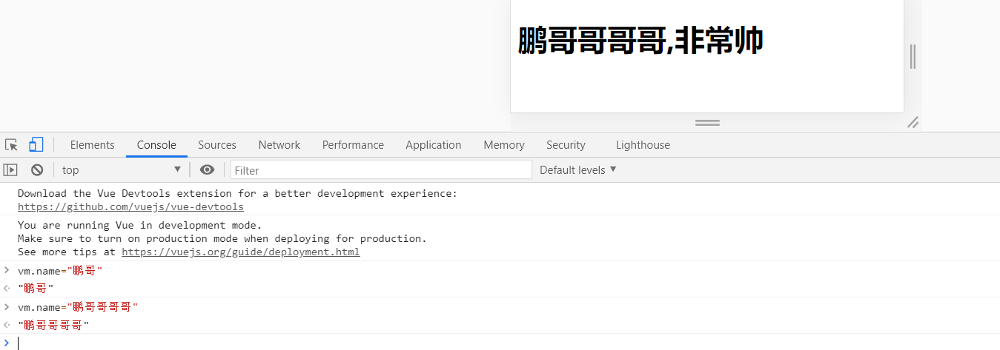 鹏哥哥哥哥,非常帅
Elements Console Sources Network Performance Application Memory Security Lighthouse
top Filter Default levels
Download the Vue Devtools extension for a better development experience:
https://github.com/vuejs/vue-devtools
You are running Vue in development mode.
Make sure to turn on production mode when deploying for production.
See more tips at https://vuejs.org/guide/deployment.html
vm.name="鹏哥"
"鹏哥"
vm.name="鹏哥哥哥哥"
"鹏哥哥哥哥"